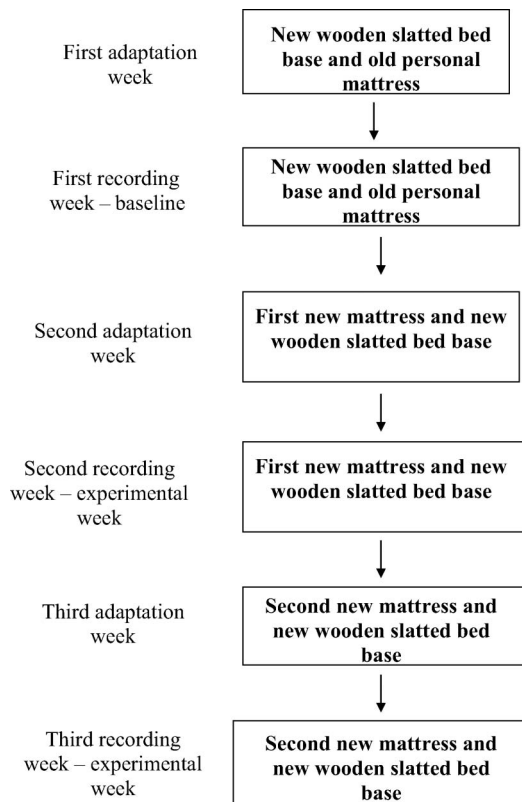 First adaptation
week
New wooden slatted bed
base and old personal
mattress
First recording
week – baseline
New wooden slatted bed
base and old personal
mattress
Second adaptation
week
First new mattress and new
wooden slatted bed base
Second recording
week – experimental
week
First new mattress and new
wooden slatted bed base
Third adaptation
week
Second new mattress and
new wooden slatted bed
base
Third recording
week – experimental
week
Second new mattress and
new wooden slatted bed
base